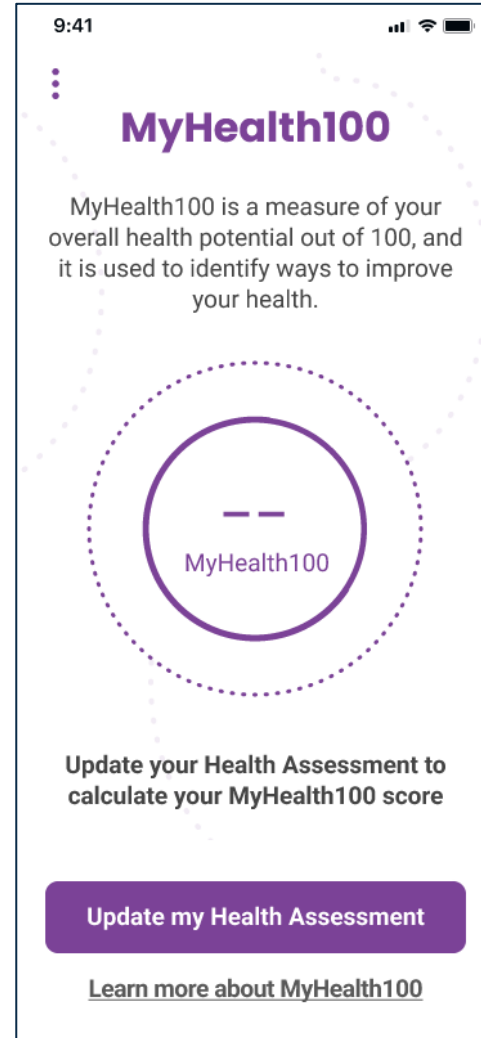 9:41
MyHealth100
MyHealth100 is a measure of your
overall health potential out of 100, and
it is used to identify ways to improve
your health.
--
MyHealth100
Update your Health Assessment to
calculate your MyHealth100 score
Update my Health Assessment
Learn more about MyHealth100